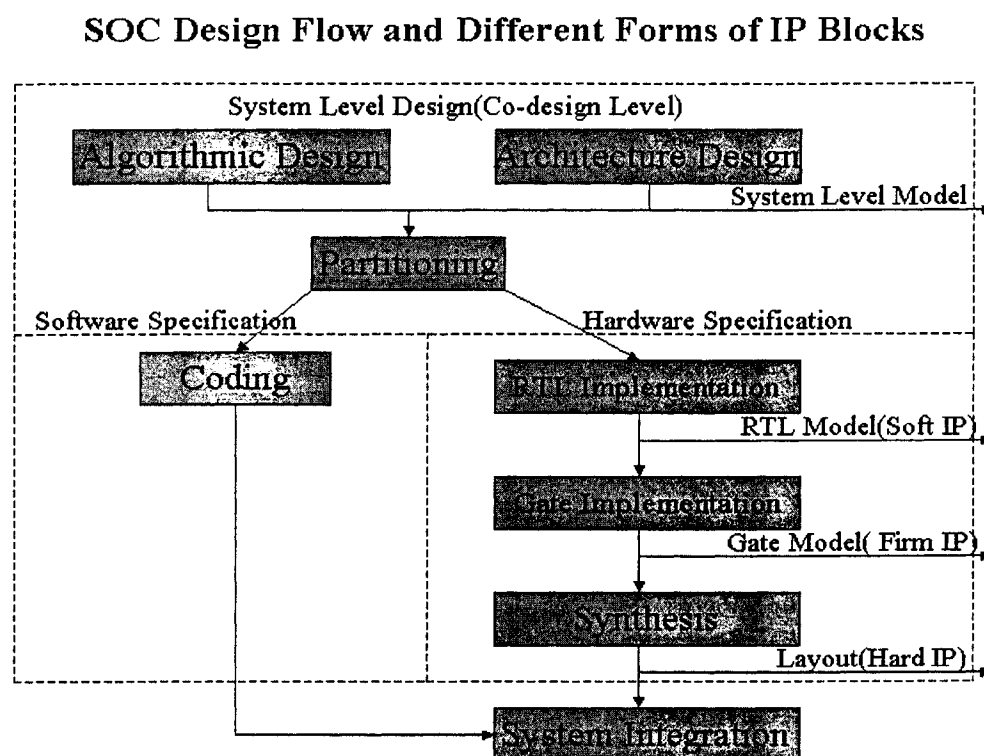 SOC Design Flow and Different Forms of IP Blocks
System Level Design(Co-design Level)
Algorithmic Design
Architecture Design
System Level Model
Partitioning
Software Specification
Hardware Specification
Coding
RTL Implementation
RTL Model(Soft IP)
Gate Implementation
Gate Model( Firm IP)
Synthesis
Layout(Hard IP)
System Integration